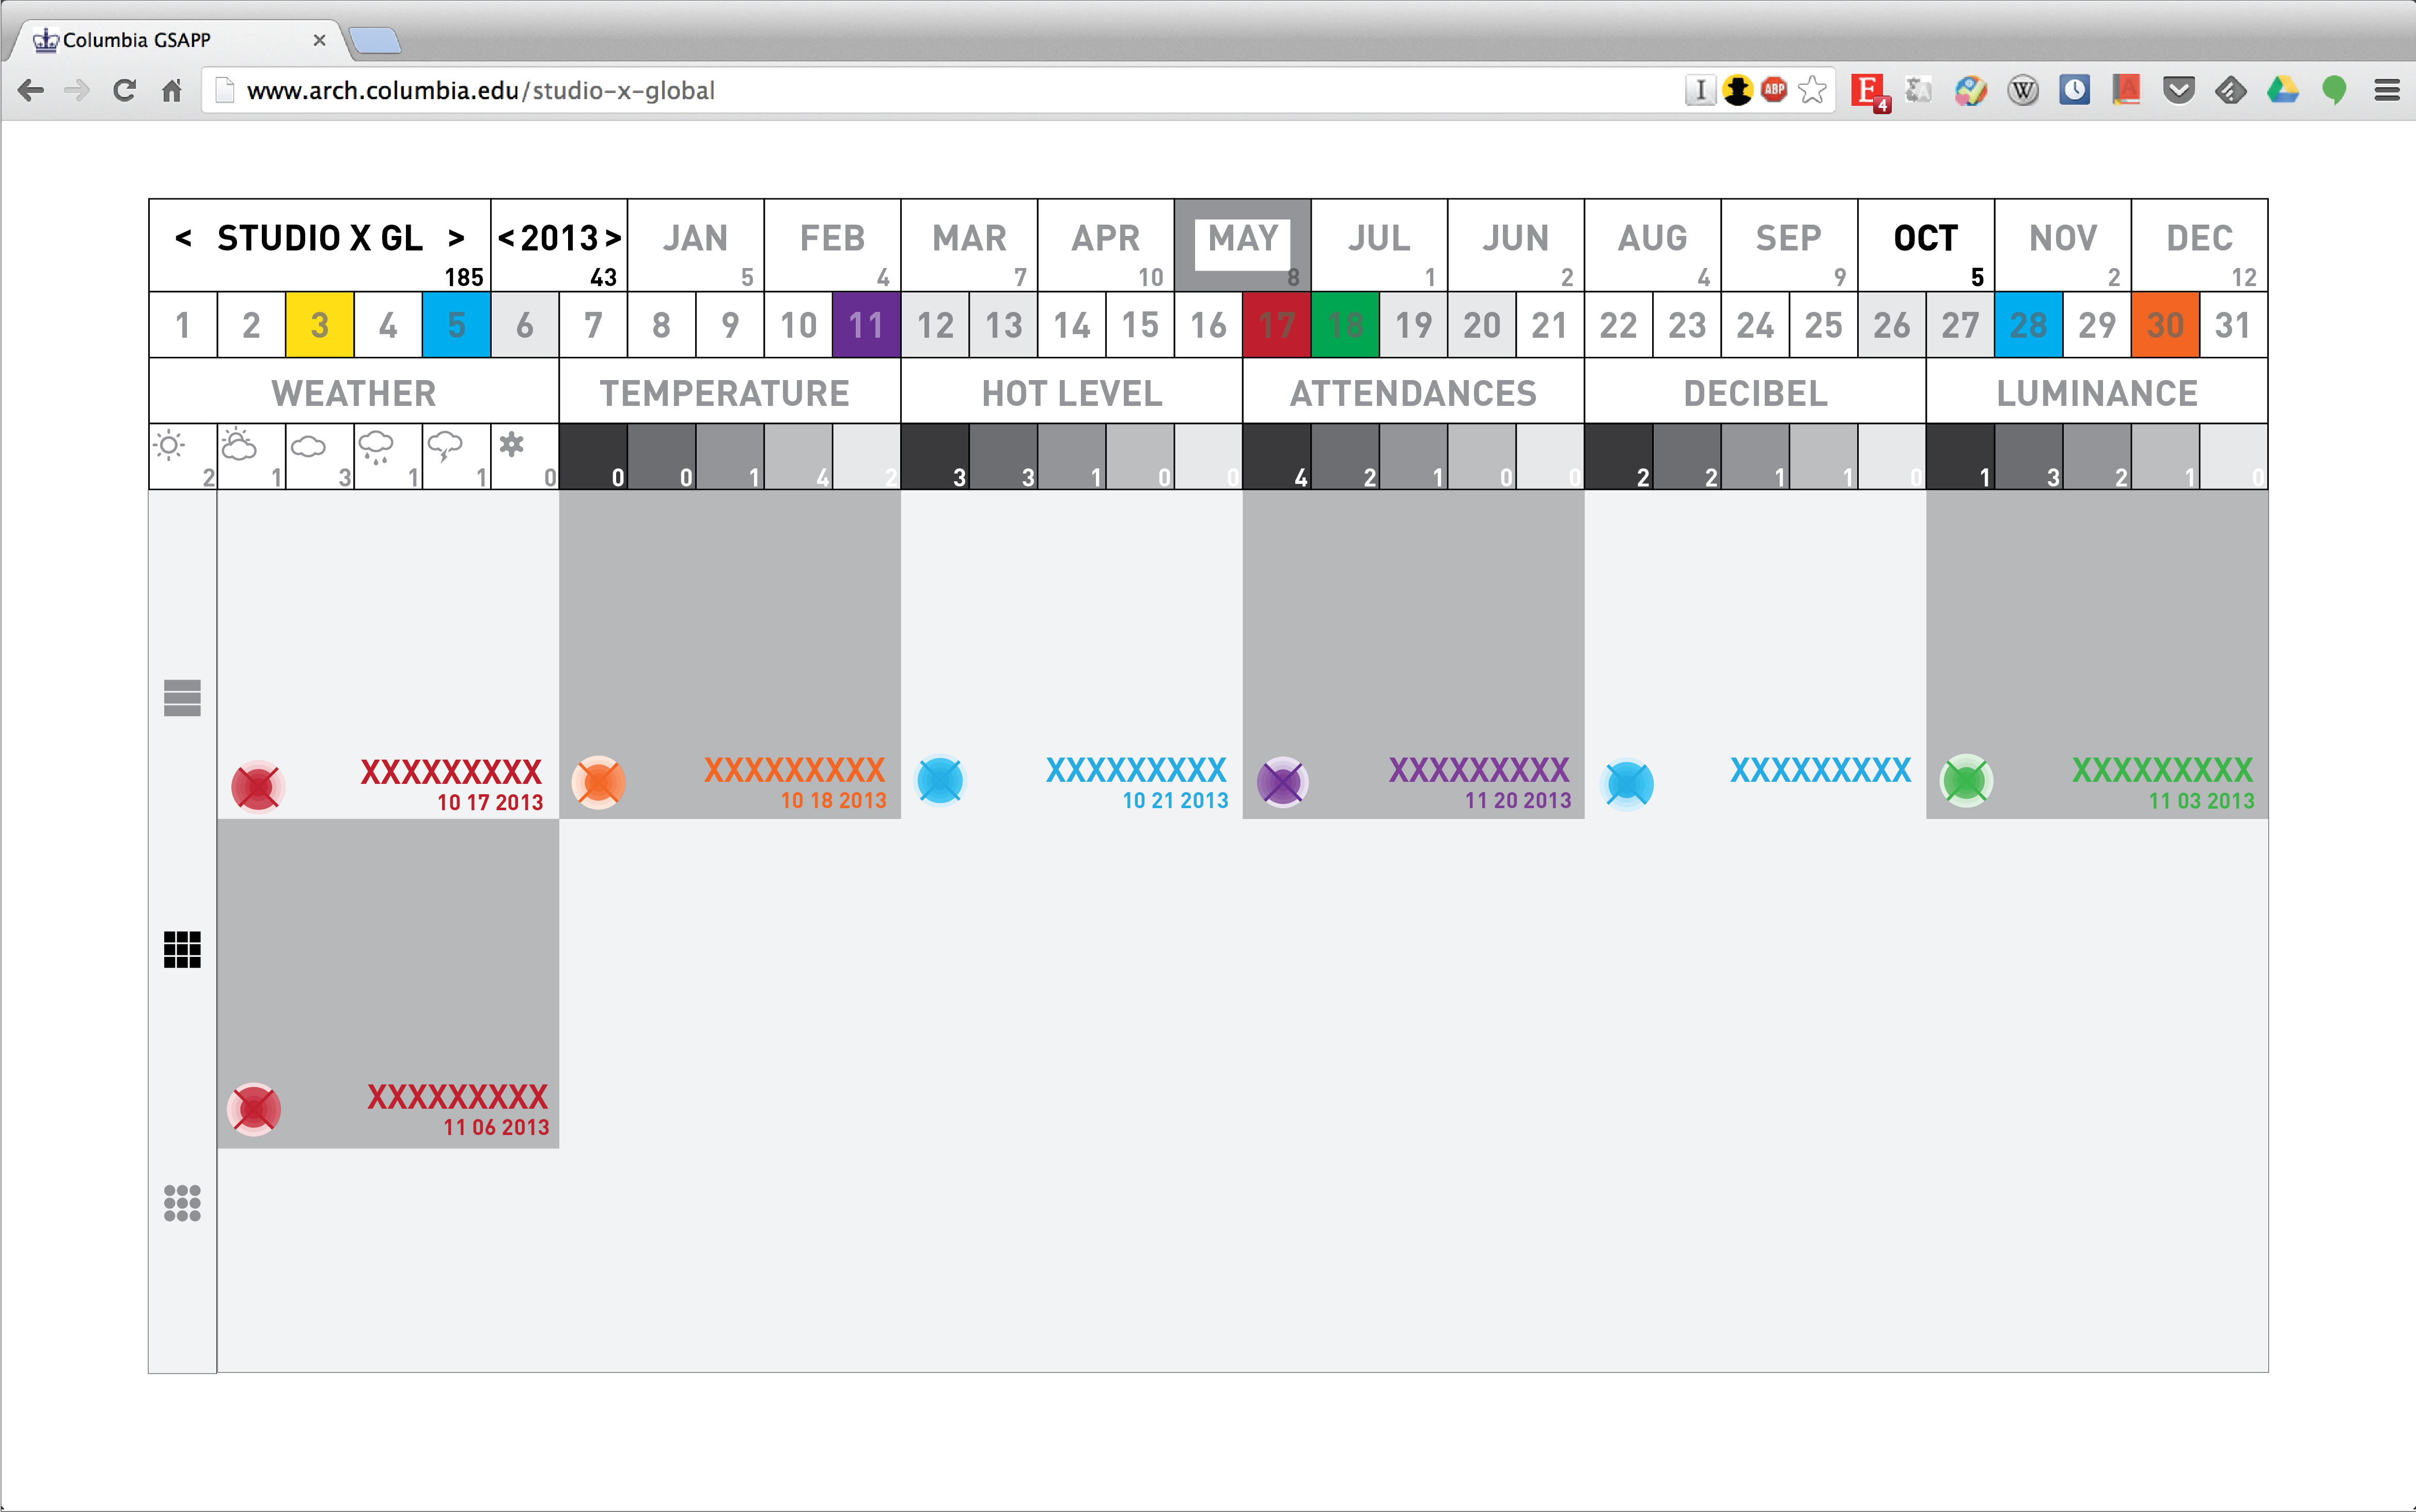 Columbia GSAPP
www.arch.columbia.edu/studio-x-global
I ABP E 4 W A
< STUDIO X GL > <2013> JAN FEB MAR APR MAY JUL JUN AUG SEP OCT NOV DEC
185 43 5 4 7 10 8 1 2 4 9 5 2 12
1 2 3 4 5 6 7 8 9 10 11 12 13 14 15 16 17 18 19 20 21 22 23 24 25 26 27 28 29 30 31
WEATHER TEMPERATURE HOT LEVEL ATTENDANCES DECIBEL LUMINANCE
2 1 3 1 1 0 0 0 1 4 2 3 3 1 0 0 4 2 1 0 0 2 2 1 1 0 1 3 2 1 0
XXXXXXXXX XXXXXXXXX XXXXXXXXX XXXXXXXXX XXXXXXXXX XXXXXXXXX
10 17 2013 10 18 2013 10 21 2013 11 20 2013 11 03 2013
XXXXXXXXX
11 06 2013